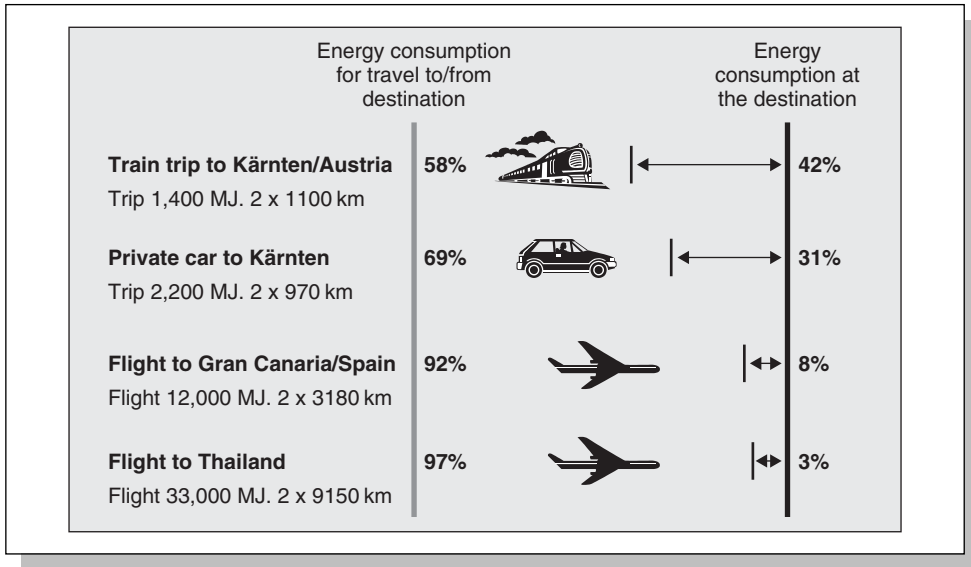 Energy consumption
for travel to/from
destination
Energy
consumption at
the destination
Train trip to Kärnten/Austria 58% 42%
Trip 1,400 MJ. 2 x 1100 km
Private car to Kärnten 69% 31%
Trip 2,200 MJ. 2 x 970 km
Flight to Gran Canaria/Spain 92% 8%
Flight 12,000 MJ. 2 x 3180 km
Flight to Thailand 97% 3%
Flight 33,000 MJ. 2 x 9150 km